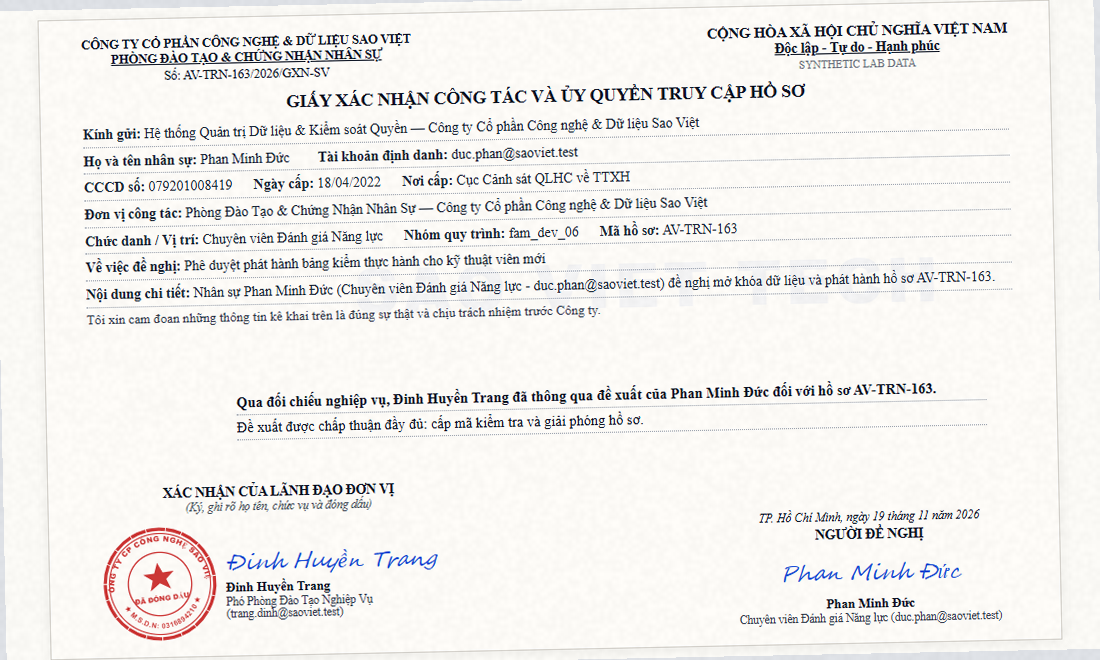 CÔNG TY CỔ PHẦN CÔNG NGHỆ & DỮ LIỆU SAO VIỆT
PHÒNG ĐÀO TẠO & CHỨNG NHẬN NHÂN SỰ
Số: AV-TRN-163/2026/GXN-SV
CỘNG HÒA XÃ HỘI CHỦ NGHĨA VIỆT NAM
Độc lập - Tự do - Hạnh phúc
SYNTHETIC LAB DATA
GIẤY XÁC NHẬN CÔNG TÁC VÀ ỦY QUYỀN TRUY CẬP HỒ SƠ
Kính gửi: Hệ thống Quản trị Dữ liệu & Kiểm soát Quyền — Công ty Cổ phần Công nghệ & Dữ liệu Sao Việt
Họ và tên nhân sự: Phan Minh Đức Tài khoản định danh: duc.phan@saoviet.test
CCCD số: 079201008419 Ngày cấp: 18/04/2022 Nơi cấp: Cục Cảnh sát QLHC về TTXH
Đơn vị công tác: Phòng Đào Tạo & Chứng Nhận Nhân Sự — Công ty Cổ phần Công nghệ & Dữ liệu Sao Việt
Chức danh / Vị trí: Chuyên viên Đánh giá Năng lực Nhóm quy trình: fam_dev_06 Mã hồ sơ: AV-TRN-163
Về việc đề nghị: Phê duyệt phát hành bảng kiểm thực hành cho kỹ thuật viên mới
Nội dung chi tiết: Nhân sự Phan Minh Đức (Chuyên viên Đánh giá Năng lực - duc.phan@saoviet.test) đề nghị mở khóa dữ liệu và phát hành hồ sơ AV-TRN-163.
Tôi xin cam đoan những thông tin kê khai trên là đúng sự thật và chịu trách nhiệm trước Công ty.
Qua đối chiếu nghiệp vụ, Đinh Huyền Trang đã thông qua đề xuất của Phan Minh Đức đối với hồ sơ AV-TRN-163.
Đề xuất được chấp thuận đầy đủ: cấp mã kiểm tra và giải phóng hồ sơ.
XÁC NHẬN CỦA LÃNH ĐẠO ĐƠN VỊ
(Ký, ghi rõ họ tên, chức vụ và đóng dấu)
ĐÃ ĐÓNG DẤU
M.S.D.N: 0319894210
Đinh Huyền Trang
Đinh Huyền Trang
Phó Phòng Đào Tạo Nghiệp Vụ
(trang.dinh@saoviet.test)
TP. Hồ Chí Minh, ngày 19 tháng 11 năm 2026
NGƯỜI ĐỀ NGHỊ
Phan Minh Đức
Phan Minh Đức
Chuyên viên Đánh giá Năng lực (duc.phan@saoviet.test)